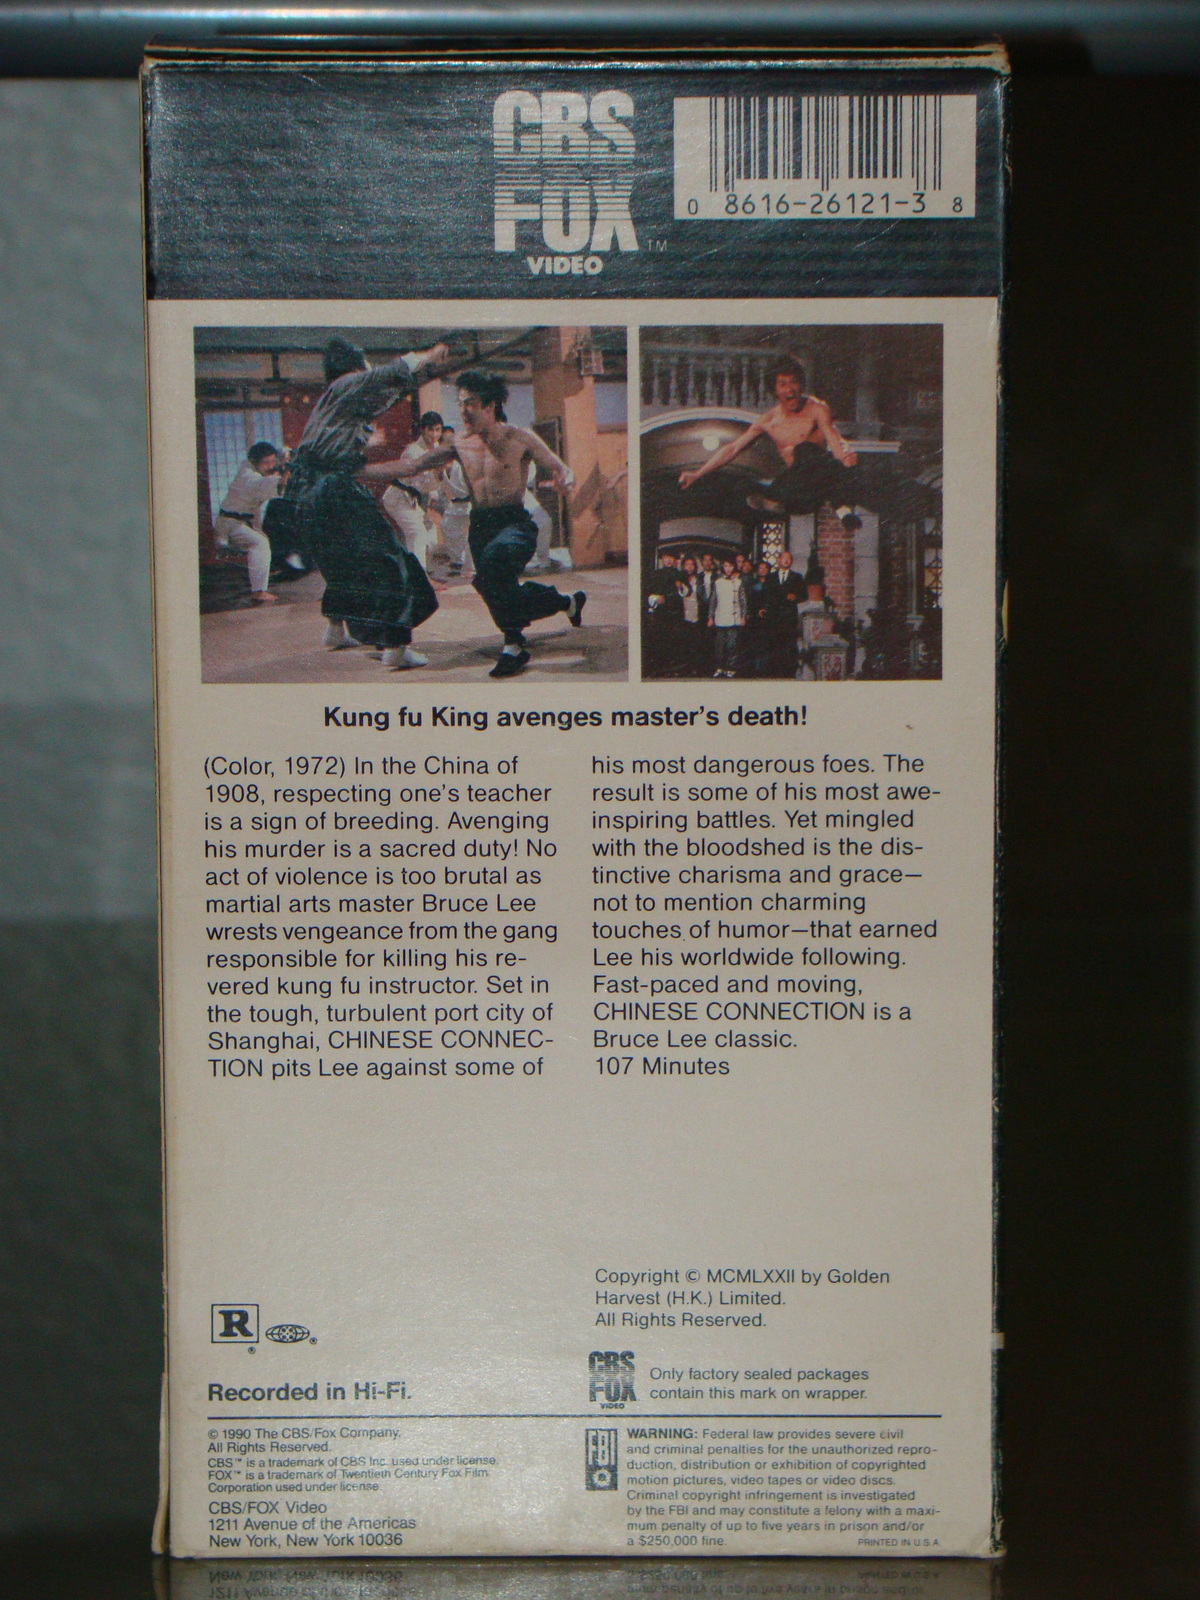 CBS
FOX
VIDEO
TM
0 8616-26121-3 8
Kung fu King avenges master's death!
(Color, 1972) In the China of
1908, respecting one's teacher
is a sign of breeding. Avenging
his murder is a sacred duty! No
act of violence is too brutal as
martial arts master Bruce Lee
wrests vengeance from the gang
responsible for killing his re-
vered kung fu instructor. Set in
the tough, turbulent port city of
Shanghai, CHINESE CONNEC-
TION pits Lee against some of
his most dangerous foes. The
result is some of his most awe-
inspiring battles. Yet mingled
with the bloodshed is the dis-
tinctive charisma and grace—
not to mention charming
touches of humor—that earned
Lee his worldwide following.
Fast-paced and moving,
CHINESE CONNECTION is a
Bruce Lee classic.
107 Minutes
Copyright © MCMLXXII by Golden
Harvest (H.K.) Limited.
All Rights Reserved.
R ® ®
CBS
FOX
VIDEO
Only factory sealed packages
contain this mark on wrapper.
Recorded in Hi-Fi.
© 1990 The CBS/Fox Company.
All Rights Reserved.
CBS™ is a trademark of CBS Inc. used under license.
FOX™ is a trademark of Twentieth Century Fox Film
Corporation used under license.
CBS/FOX Video
1211 Avenue of the Americas
New York, New York 10036
FBI
WARNING: Federal law provides severe civil
and criminal penalties for the unauthorized repro-
duction, distribution or exhibition of copyrighted
motion pictures, video tapes or video discs.
Criminal copyright infringement is investigated
by the FBI and may constitute a felony with a maxi-
mum penalty of up to five years in prison and/or
a $250,000 fine.
PRINTED IN U.S.A.